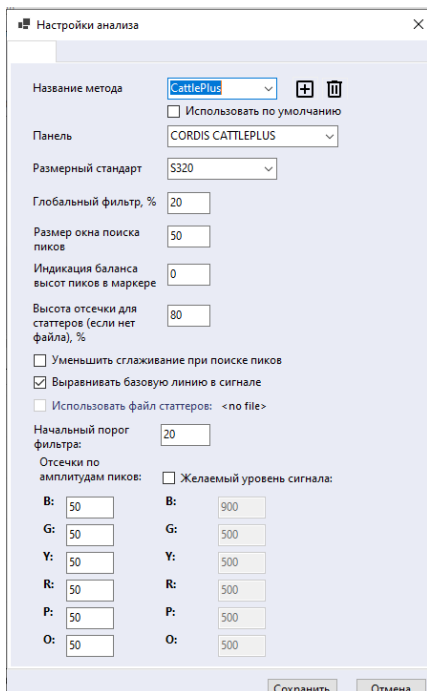 Настройки анализа
Название метода CattlePlus
Использовать по умолчанию
Панель CORDIS CATTLEPLUS
Размерный стандарт S320
Глобальный фильтр, % 20
Размер окна поиска пиков 50
Индикация баланса высот пиков в маркере 0
Высота отсечки для статтеров (если нет файла), % 80
Уменьшить сглаживание при поиске пиков
Выравнивать базовую линию в сигнале
Использовать файл статтеров: <no file>
Начальный порог фильтра: 20
Отсечки по амплитудам пиков: Желаемый уровень сигнала:
B: 50 B: 900
G: 50 G: 500
Y: 50 Y: 500
R: 50 R: 500
P: 50 P: 500
O: 50 O: 500
Сохранить Отмена